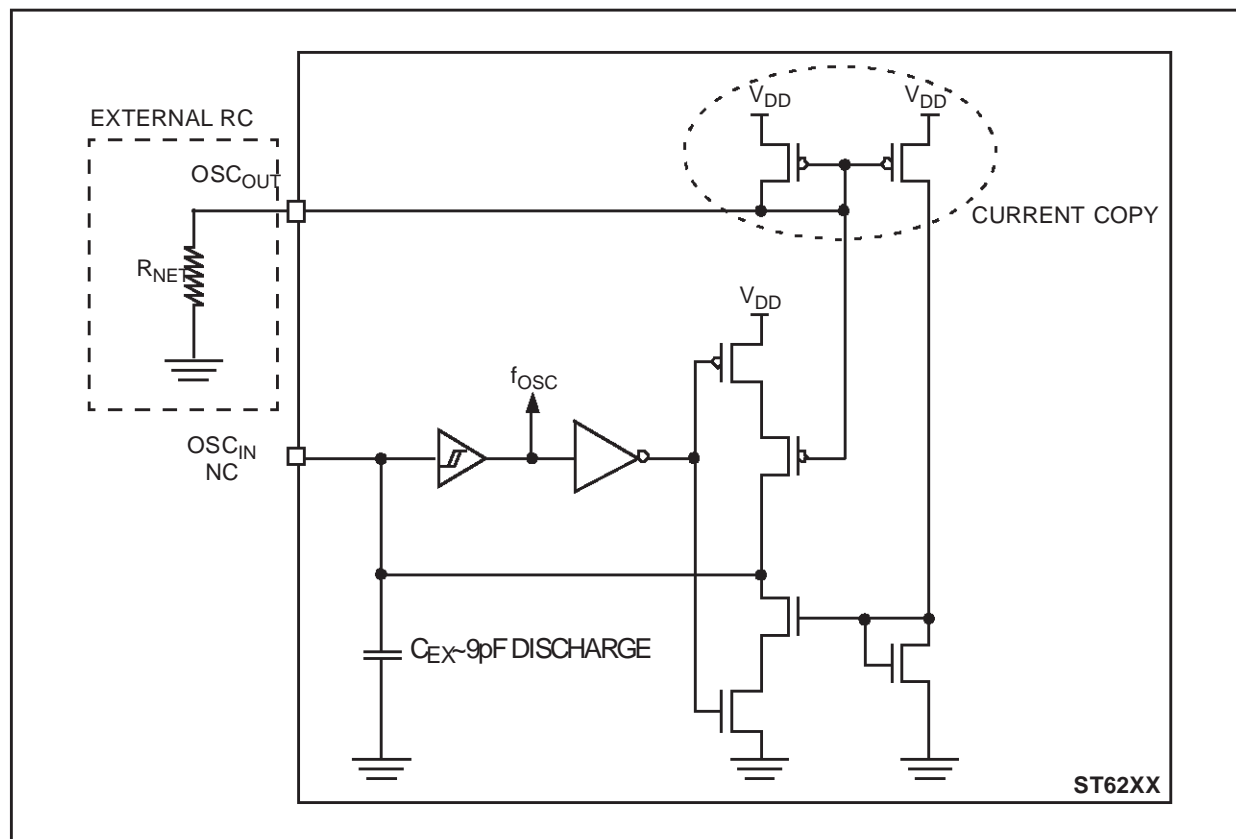 V_DD
V_DD
EXTERNAL RC
OSC_OUT
CURRENT COPY
R_NET
V_DD
f_OSC
OSC_IN
NC
C_EX~9pF DISCHARGE
ST62XX